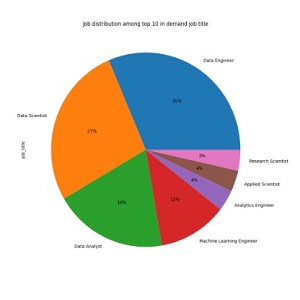 Job distribution among top 10 in demand job title
Data Engineer
31%
Data Scientist
27%
job_title
3%
Research Scientist
4%
Applied Scientist
4%
Analytics Engineer
19%
12%
Machine Learning Engineer
Data Analyst